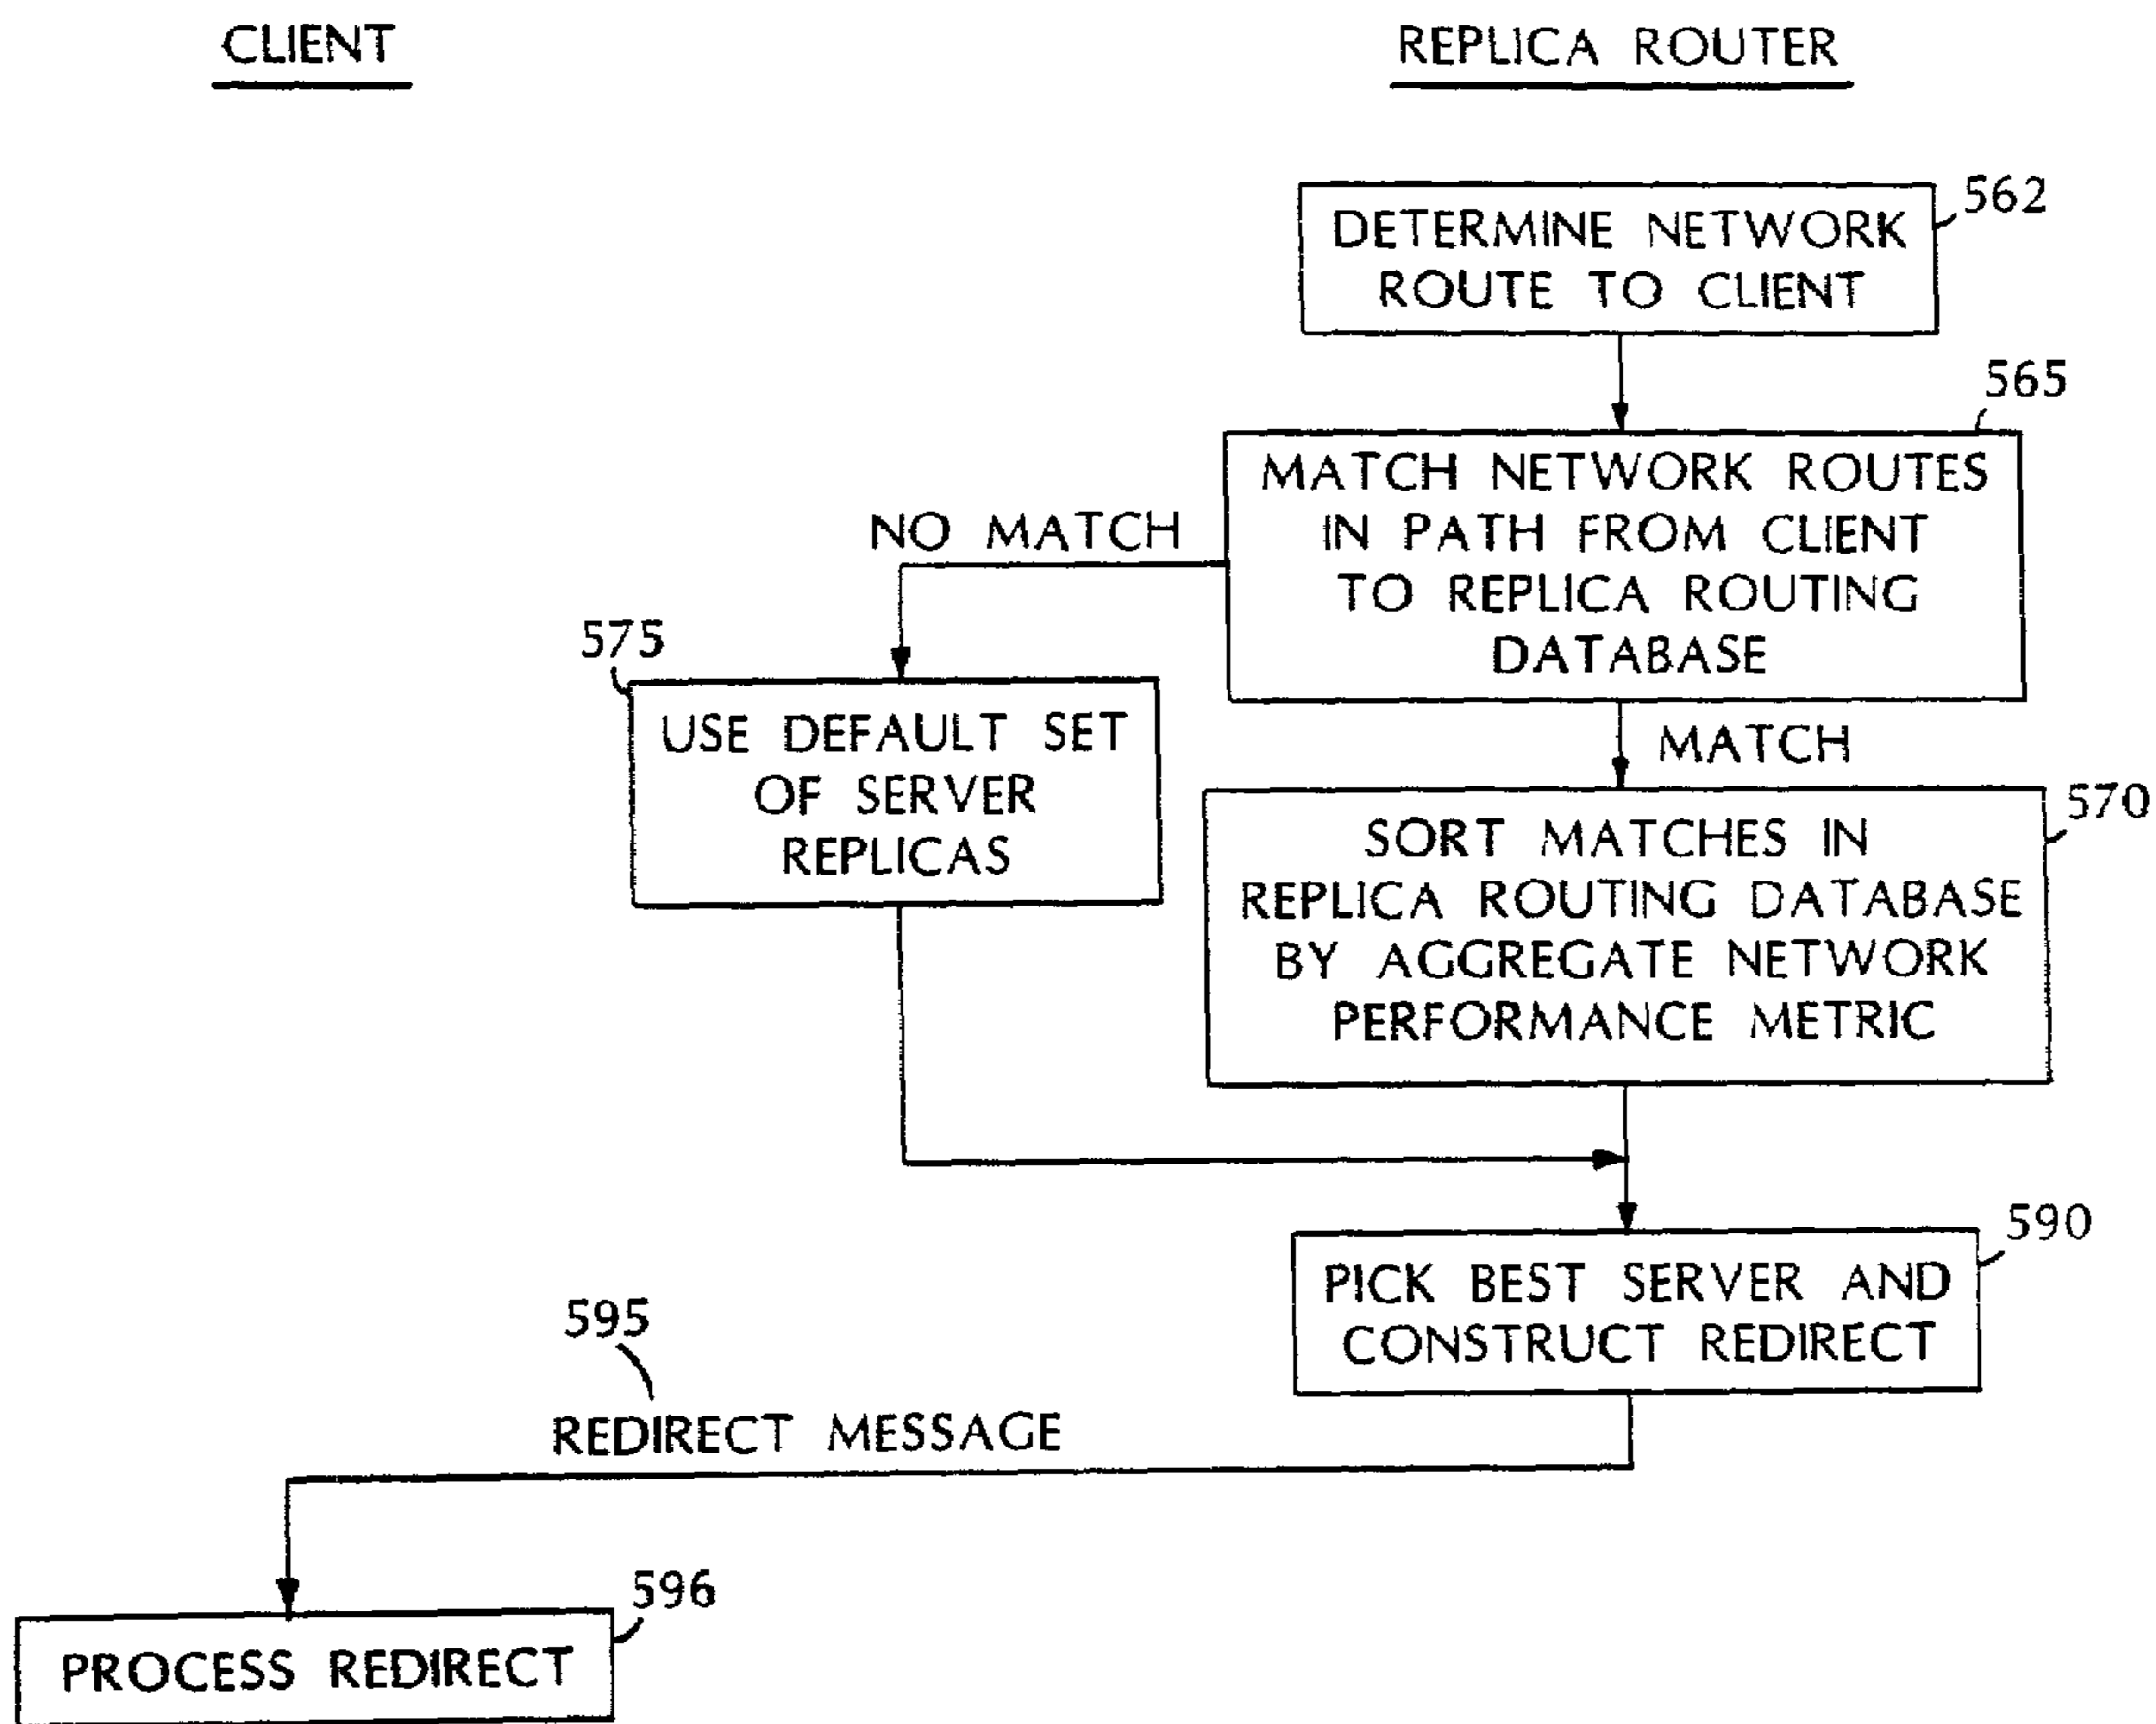 CLIENT
REPLICA ROUTER
562
DETERMINE NETWORK
ROUTE TO CLIENT
565
MATCH NETWORK ROUTES
IN PATH FROM CLIENT
TO REPLICA ROUTING
DATABASE
NO MATCH
575
USE DEFAULT SET
OF SERVER
REPLICAS
MATCH
570
SORT MATCHES IN
REPLICA ROUTING DATABASE
BY AGGREGATE NETWORK
PERFORMANCE METRIC
590
PICK BEST SERVER AND
CONSTRUCT REDIRECT
595
REDIRECT MESSAGE
596
PROCESS REDIRECT